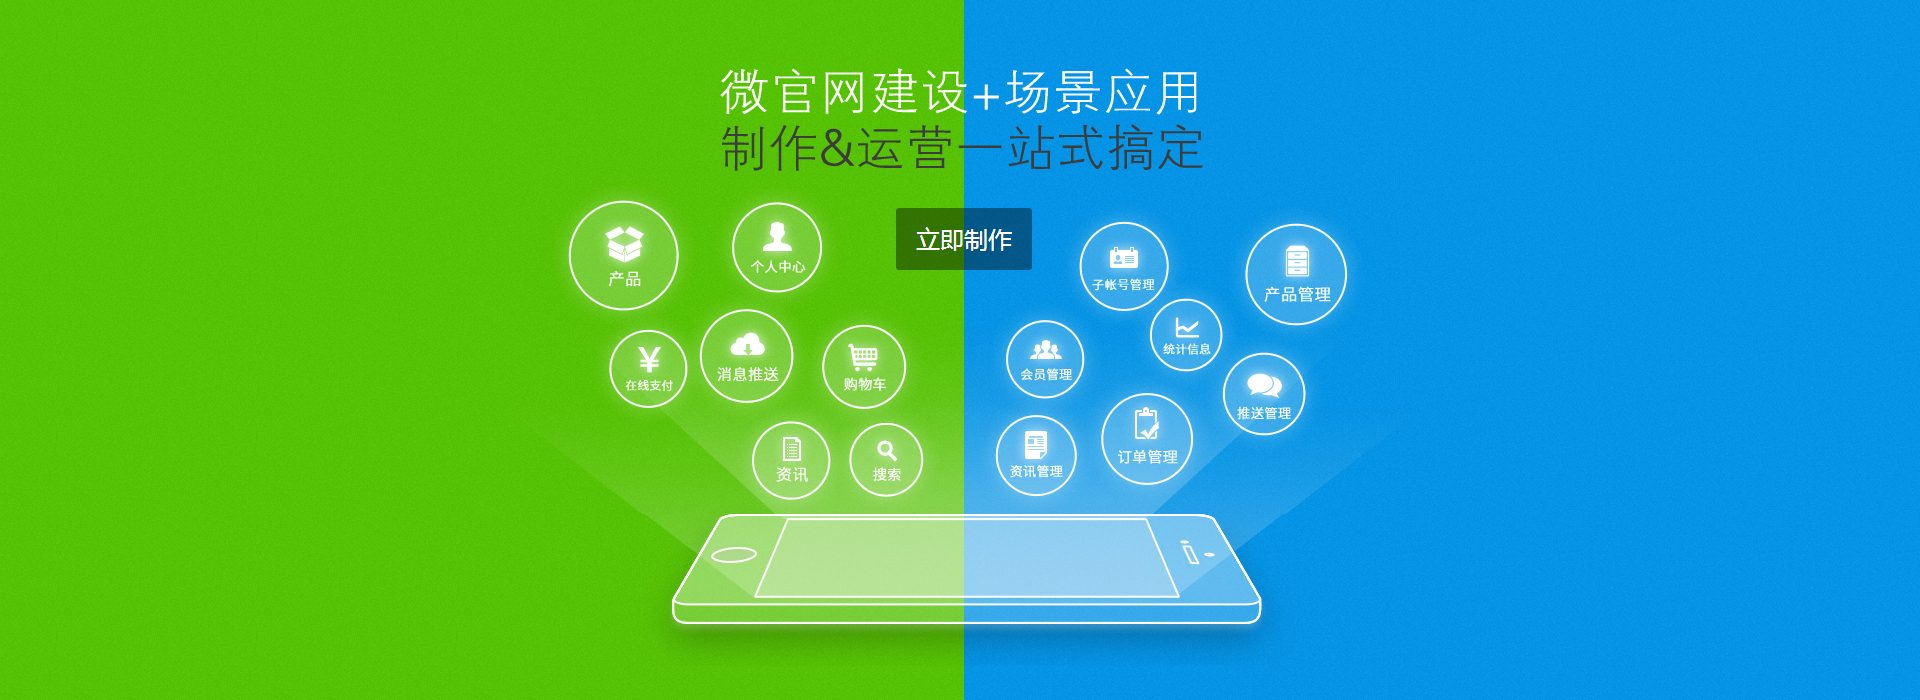 微官网建设+场景应用
制作&运营一站式搞定
立即制作
产品
个人中心
在线支付
消息推送
购物车
资讯
搜索
子帐号管理
产品管理
统计信息
会员管理
推送管理
订单管理
资讯管理